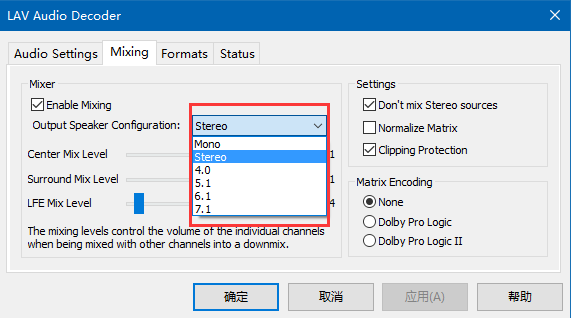 LAV Audio Decoder
Audio Settings Mixing Formats Status
Mixer
Enable Mixing
Output Speaker Configuration: Stereo
Mono
Stereo
4.0
5.1
6.1
7.1
Center Mix Level 1
Surround Mix Level 1
LFE Mix Level 4
The mixing levels control the volume of the individual channels
when being mixed with other channels into a downmix.
Settings
Don't mix Stereo sources
Normalize Matrix
Clipping Protection
Matrix Encoding
None
Dolby Pro Logic
Dolby Pro Logic II
确定 取消 应用(A) 帮助